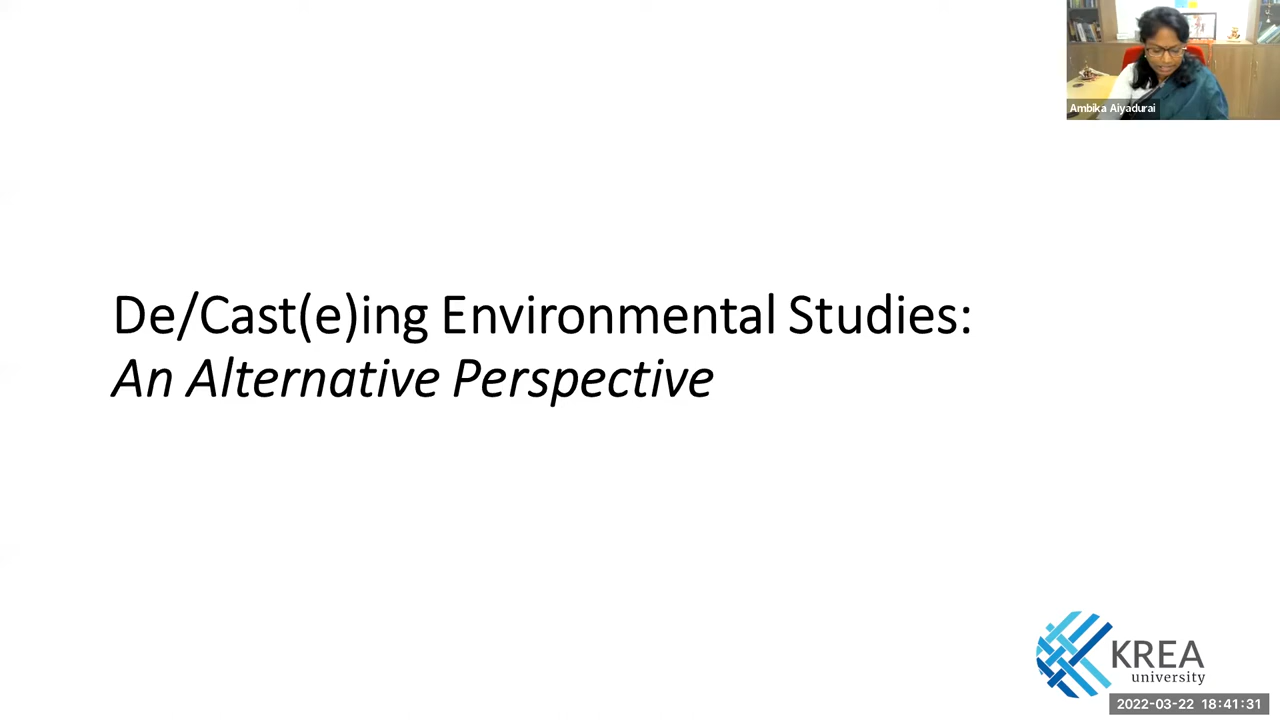 Ambika Aiyadurai
De/Cast(e)ing Environmental Studies:
An Alternative Perspective
KREA
university
2022-03-22 18:41:31